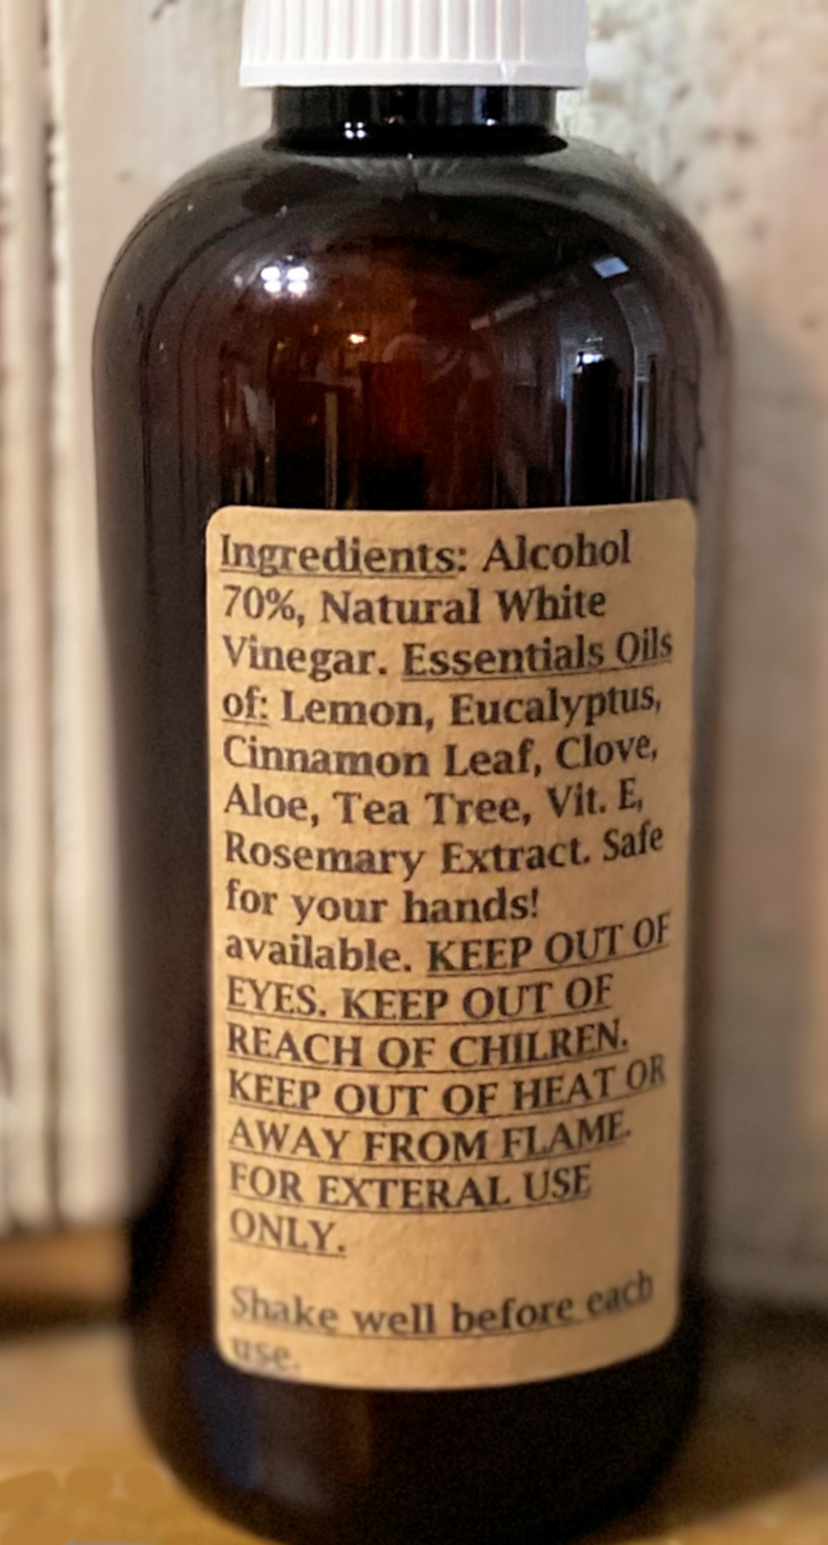 Ingredients: Alcohol
70%, Natural White
Vinegar. Essentials Oils
of: Lemon, Eucalyptus,
Cinnamon Leaf, Clove,
Aloe, Tea Tree, Vit. E,
Rosemary Extract. Safe
for your hands!
available. KEEP OUT OF
EYES. KEEP OUT OF
REACH OF CHILREN.
KEEP OUT OF HEAT OR
AWAY FROM FLAME.
FOR EXTERAL USE
ONLY.
Shake well before each
use.